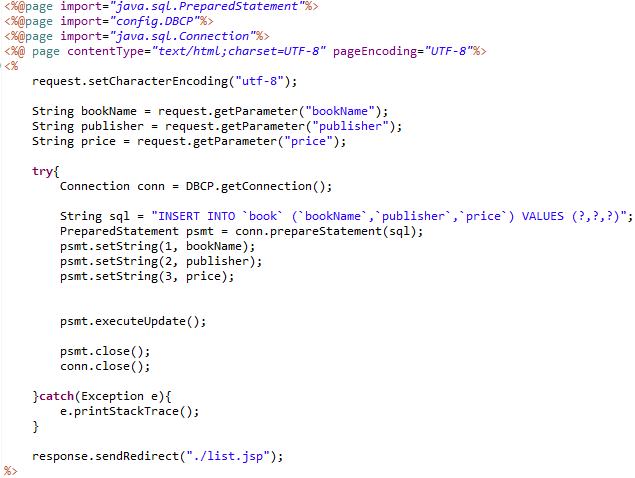 <%@page import="java.sql.PreparedStatement"%>
<%@page import="config.DBCP"%>
<%@page import="java.sql.Connection"%>
<%@ page contentType="text/html;charset=UTF-8" pageEncoding="UTF-8"%>
<%
request.setCharacterEncoding("utf-8");
String bookName = request.getParameter("bookName");
String publisher = request.getParameter("publisher");
String price = request.getParameter("price");
try{
Connection conn = DBCP.getConnection();
String sql = "INSERT INTO `book` (`bookName`,`publisher`,`price`) VALUES (?,?,?)";
PreparedStatement psmt = conn.prepareStatement(sql);
psmt.setString(1, bookName);
psmt.setString(2, publisher);
psmt.setString(3, price);
psmt.executeUpdate();
psmt.close();
conn.close();
}catch(Exception e){
e.printStackTrace();
}
response.sendRedirect("./list.jsp");
%>